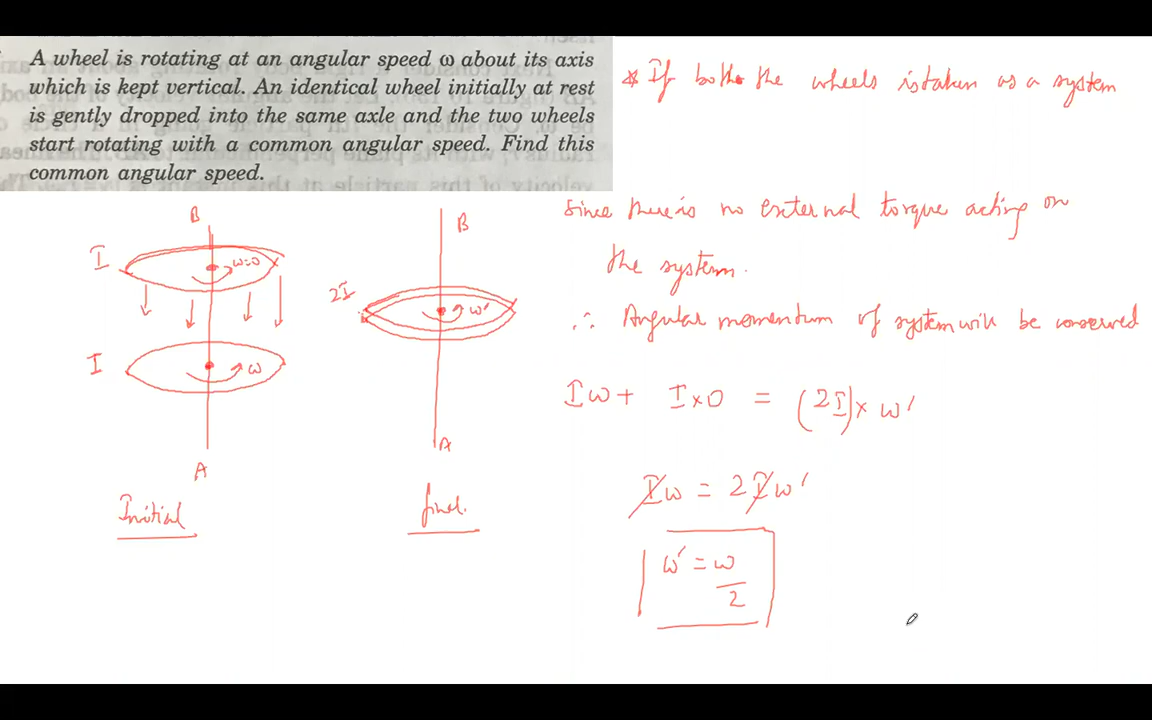 A wheel is rotating at an angular speed ω about its axis
which is kept vertical. An identical wheel initially at rest
is gently dropped into the same axle and the two wheels
start rotating with a common angular speed. Find this
common angular speed.
* If both the wheels is taken as a system
since there is no external torque acting on
the system.
∴ Angular momentum of system will be conserved
Iω + I×0 = (2I)×ω'
Iω = 2Iω'
ω' = ω/2
B
I
ω=0
I
ω
A
Initial
B
2I
ω'
A
final.